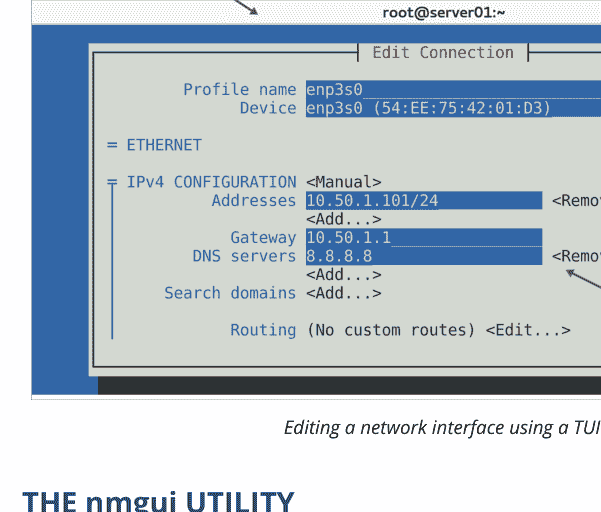 root@server01:~
Edit Connection
Profile name enp3s0
Device enp3s0 (54:EE:75:42:01:D3)
= ETHERNET
= IPv4 CONFIGURATION <Manual>
Addresses 10.50.1.101/24 <Remov
<Add...>
Gateway 10.50.1.1
DNS servers 8.8.8.8 <Remov
<Add...>
Search domains <Add...>
Routing (No custom routes) <Edit...>
Editing a network interface using a TUI
THE nmgui UTILITY